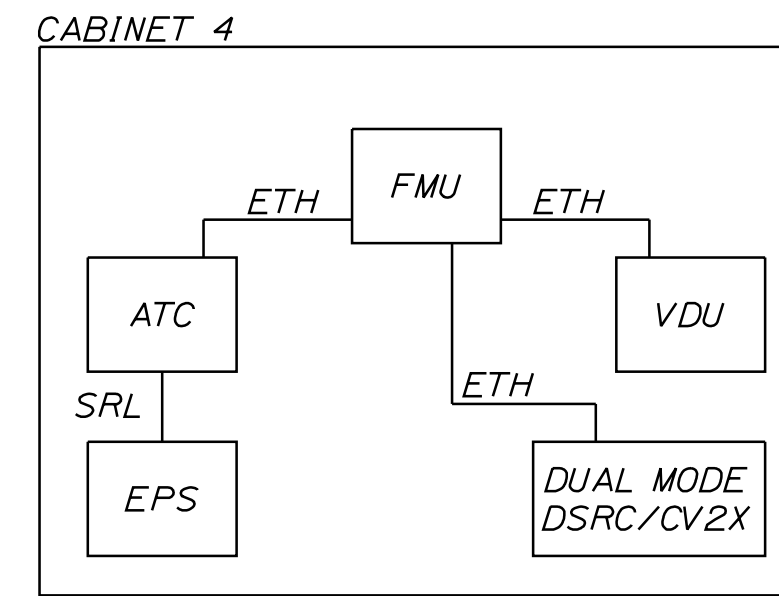 CABINET 4
FMU
ETH
ETH
ATC
VDU
SRL
ETH
EPS
DUAL MODE
DSRC/CV2X